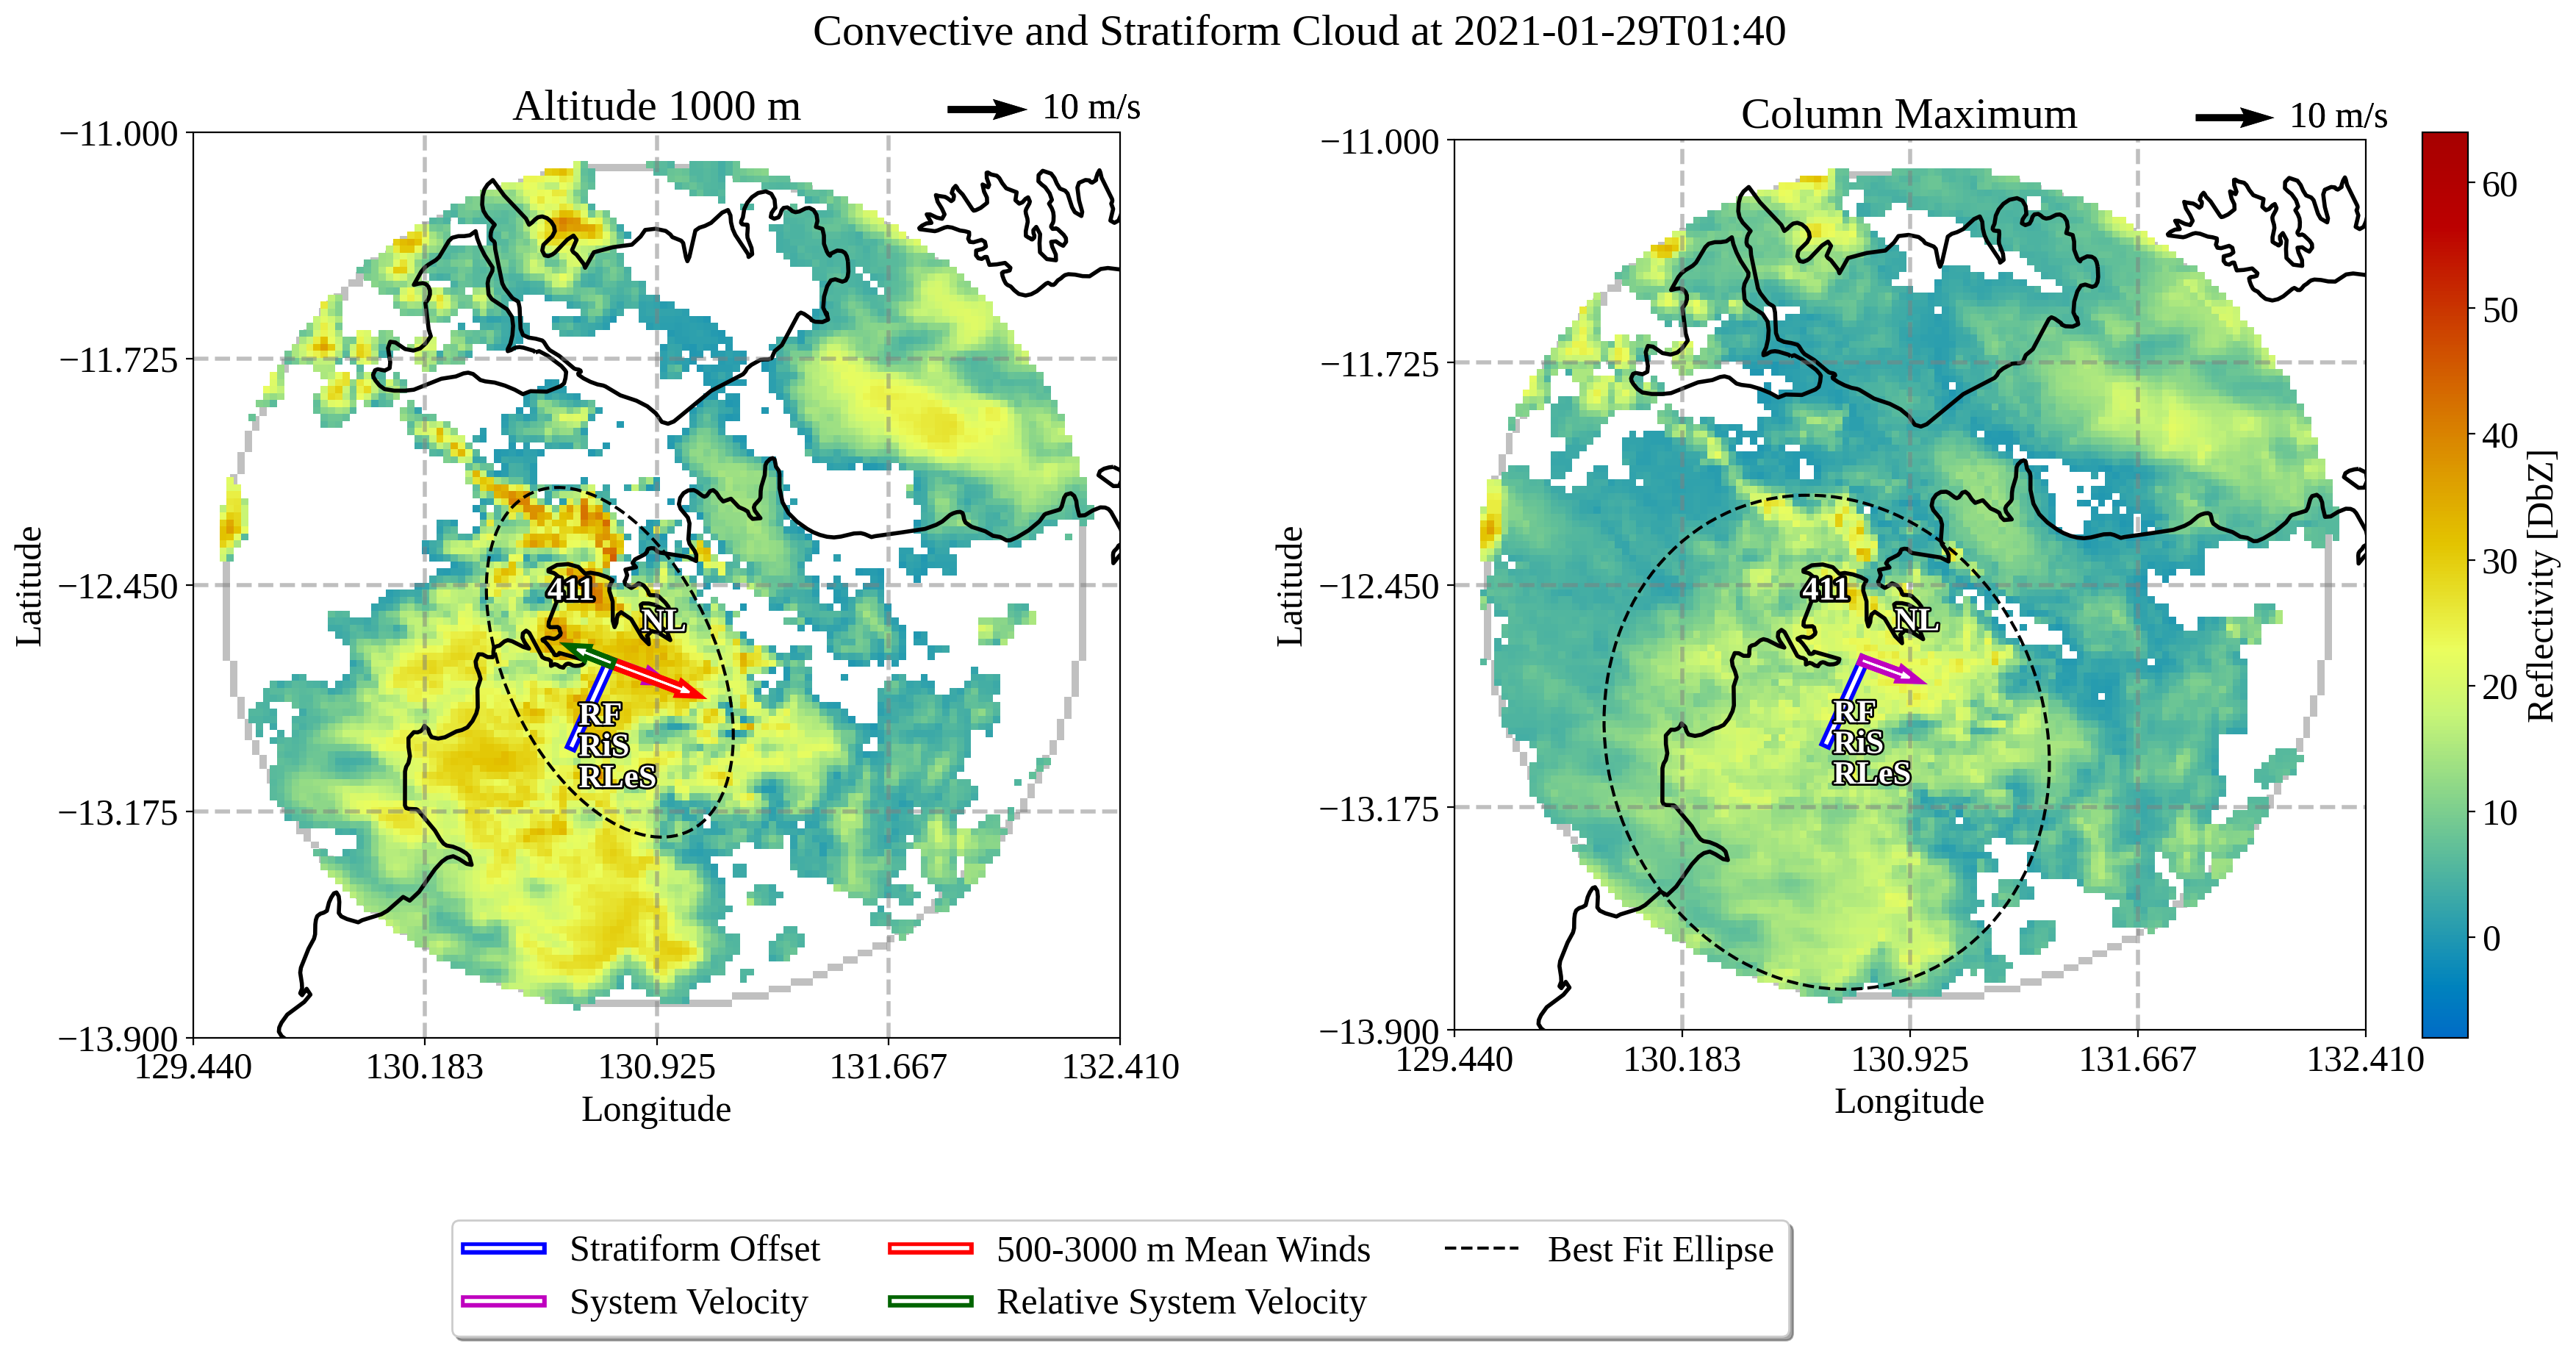 Convective and Stratiform Cloud at 2021-01-29T01:40
Altitude 1000 m
10 m/s
Column Maximum
10 m/s
−11.000
−11.725
−12.450
−13.175
−13.900
Latitude
129.440
130.183
130.925
131.667
132.410
Longitude
411
NL
RF
RiS
RLeS
−11.000
−11.725
−12.450
−13.175
−13.900
Latitude
129.440
130.183
130.925
131.667
132.410
Longitude
411
NL
RF
RiS
RLeS
60
50
40
30
20
10
0
Reflectivity [DbZ]
Stratiform Offset
500-3000 m Mean Winds
Best Fit Ellipse
System Velocity
Relative System Velocity